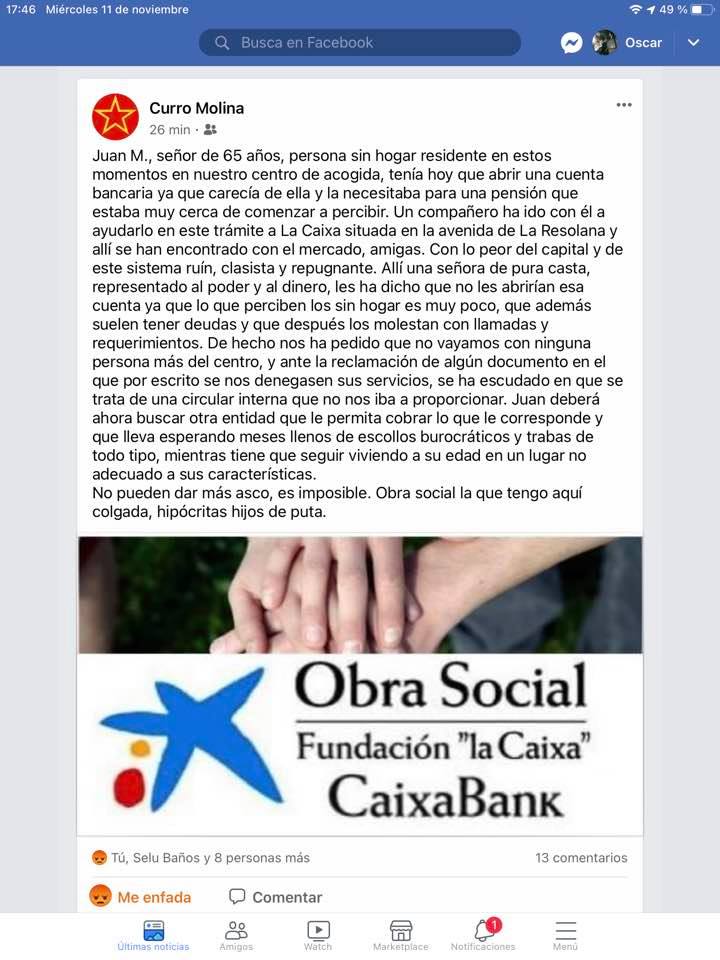 17:46 Miércoles 11 de noviembre
49 %
Busca en Facebook
Oscar
Curro Molina
26 min ·
Juan M., señor de 65 años, persona sin hogar residente en estos
momentos en nuestro centro de acogida, tenía hoy que abrir una cuenta
bancaria ya que carecía de ella y la necesitaba para una pensión que
estaba muy cerca de comenzar a percibir. Un compañero ha ido con él a
ayudarlo en este trámite a La Caixa situada en la avenida de La Resolana y
allí se han encontrado con el mercado, amigas. Con lo peor del capital y de
este sistema ruín, clasista y repugnante. Allí una señora de pura casta,
representado al poder y al dinero, les ha dicho que no les abrirían esa
cuenta ya que lo que perciben los sin hogar es muy poco, que además
suelen tener deudas y que después los molestan con llamadas y
requerimientos. De hecho nos ha pedido que no vayamos con ninguna
persona más del centro, y ante la reclamación de algún documento en el
que por escrito se nos denegasen sus servicios, se ha escudado en que se
trata de una circular interna que no nos iba a proporcionar. Juan deberá
ahora buscar otra entidad que le permita cobrar lo que le corresponde y
que lleva esperando meses llenos de escollos burocráticos y trabas de
todo tipo, mientras tiene que seguir viviendo a su edad en un lugar no
adecuado a sus características.
No pueden dar más asco, es imposible. Obra social la que tengo aquí
colgada, hipócritas hijos de puta.
Obra Social
Fundación "la Caixa"
CaixaBank
Tú, Selu Baños y 8 personas más
13 comentarios
Me enfada
Comentar
1
Últimas noticias
Amigos
Watch
Marketplace
Notificaciones
Menú